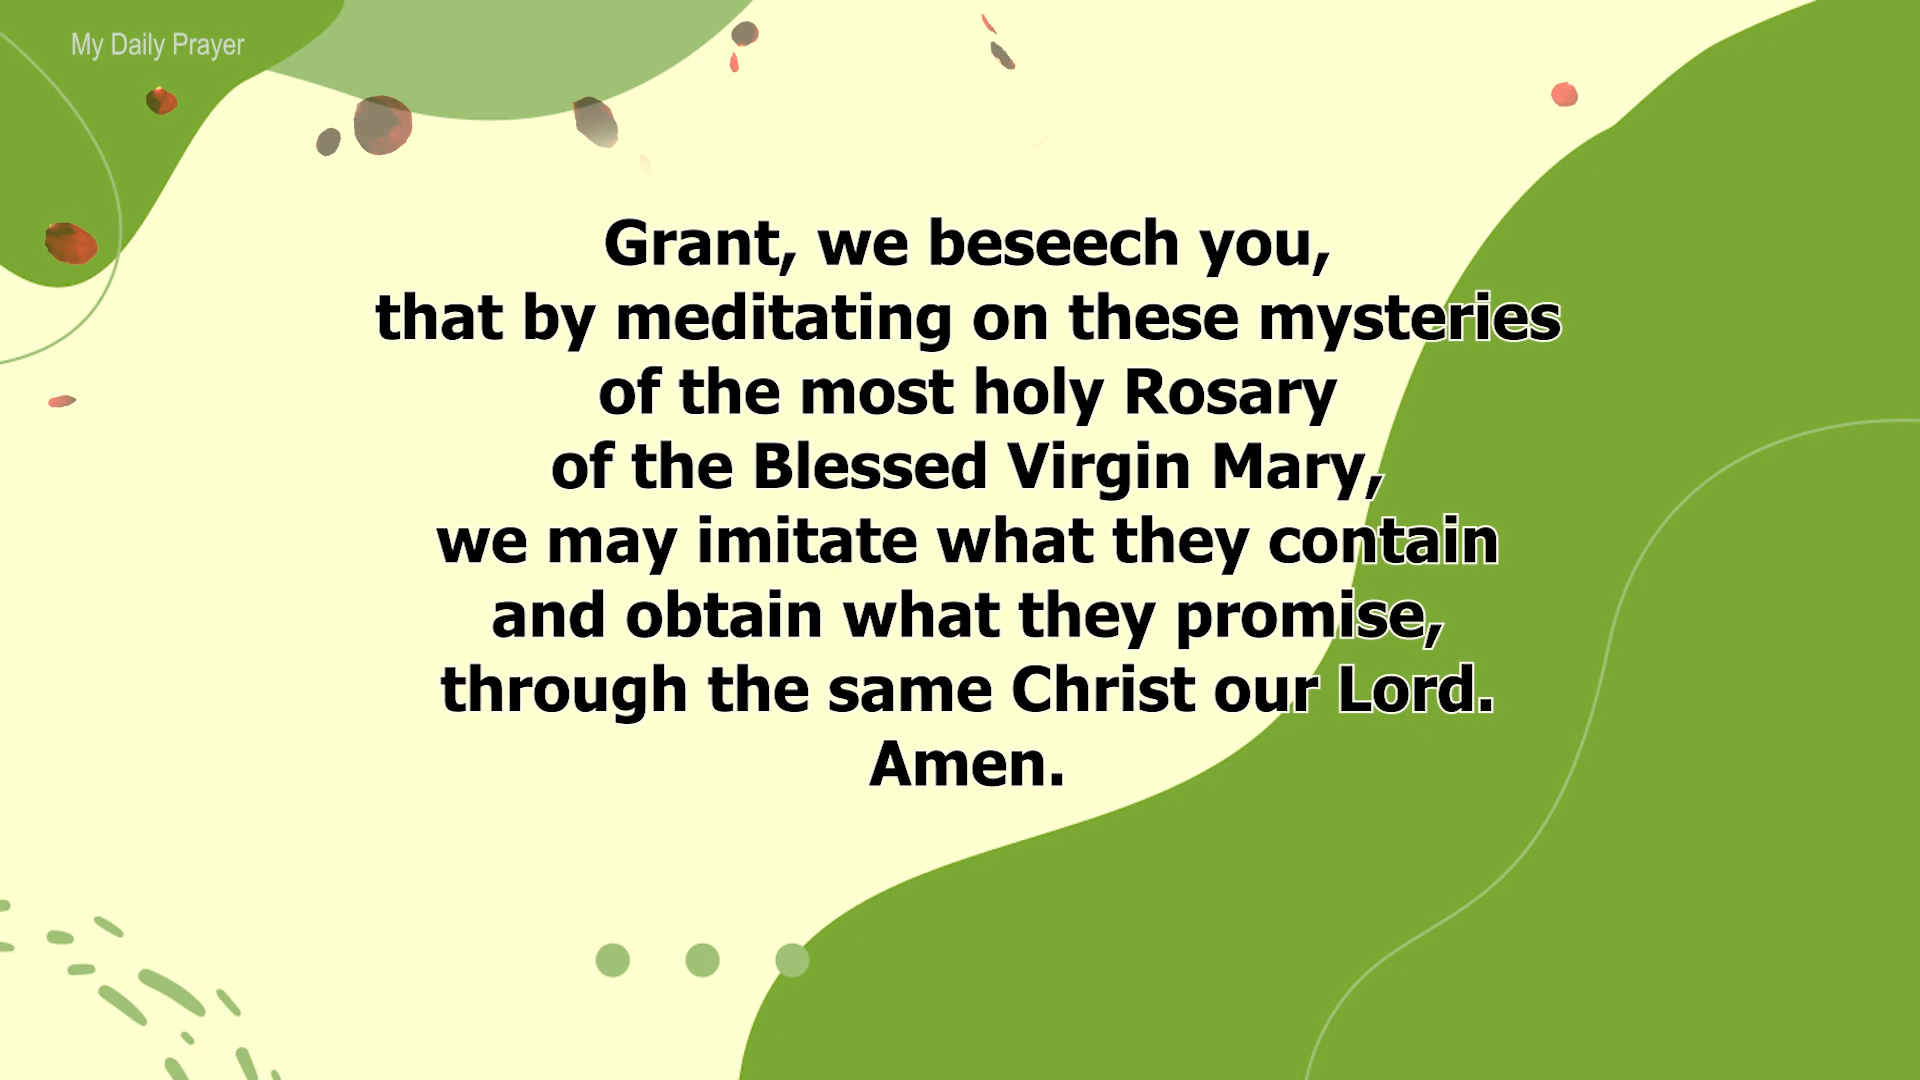 My Daily Prayer
Grant, we beseech you,
that by meditating on these mysteries
of the most holy Rosary
of the Blessed Virgin Mary,
we may imitate what they contain
and obtain what they promise,
through the same Christ our Lord.
Amen.